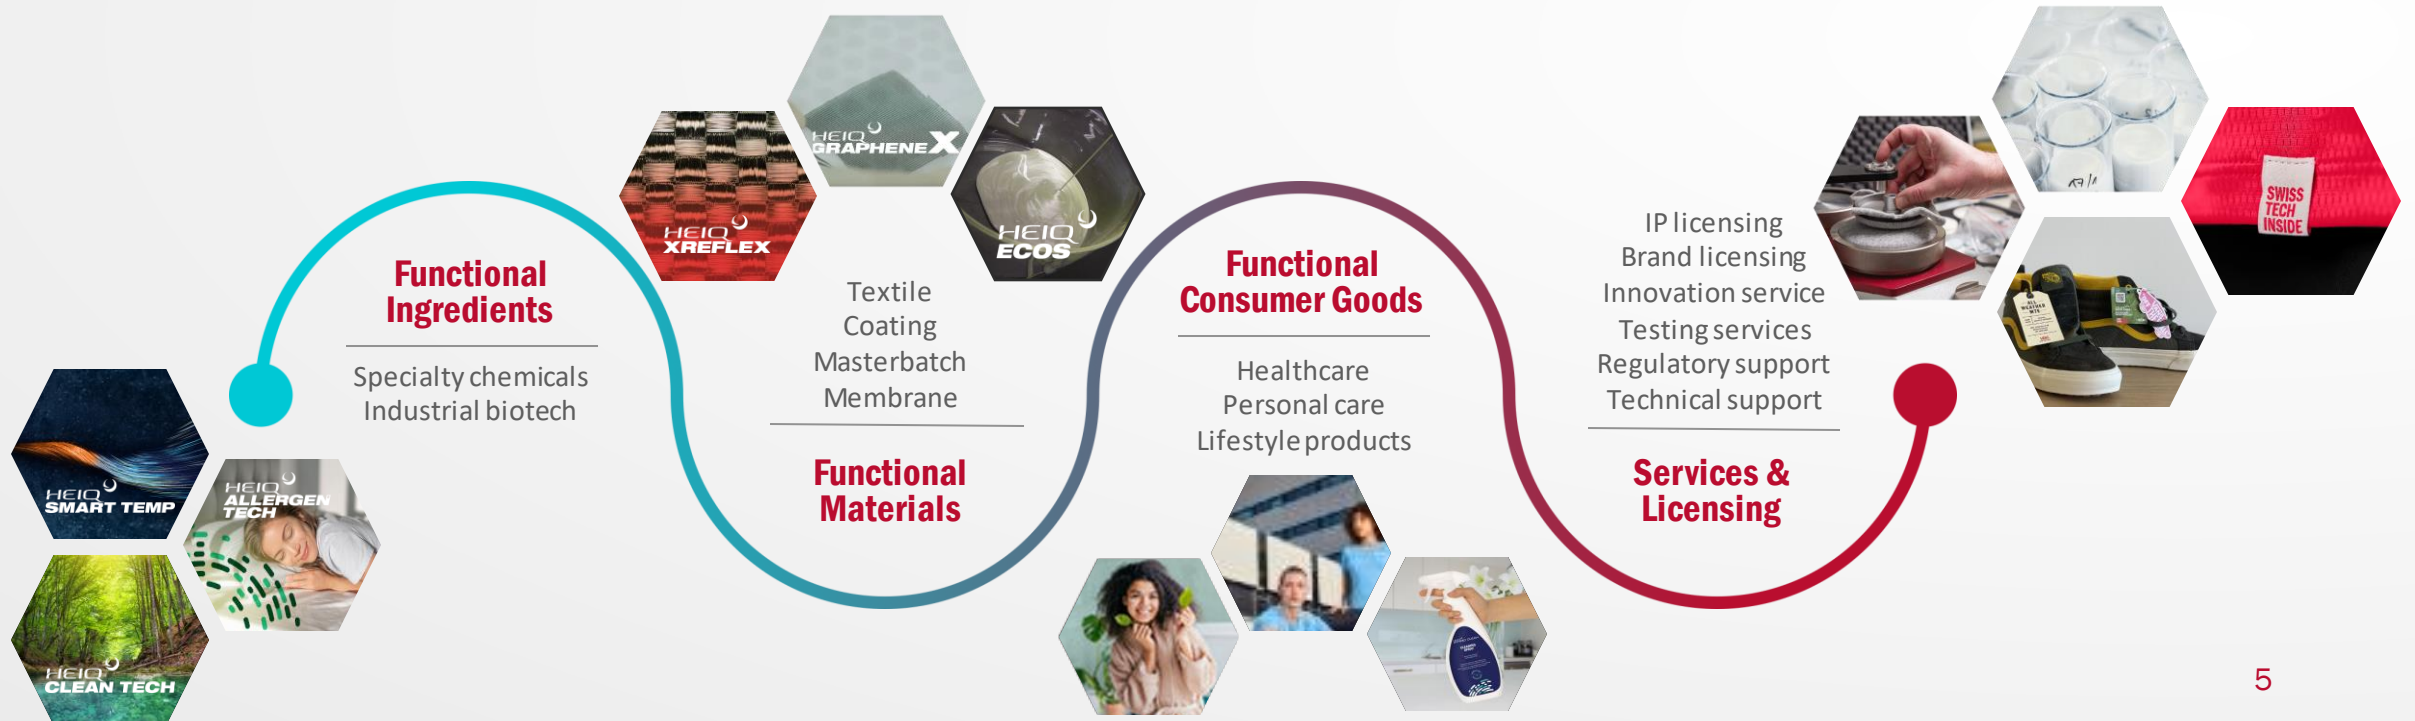 HEIQ
SMART TEMP
HEIQ
ALLERGEN
TECH
HEIQ
CLEAN TECH
Functional
Ingredients
Specialty chemicals
Industrial biotech
HEIQ
XREFLEX
HEIQ
GRAPHENE X
HEIQ
ECOS
Textile
Coating
Masterbatch
Membrane
Functional
Materials
Functional
Consumer Goods
Healthcare
Personal care
Lifestyle products
IP licensing
Brand licensing
Innovation service
Testing services
Regulatory support
Technical support
Services &
Licensing
SWISS
TECH
INSIDE
5